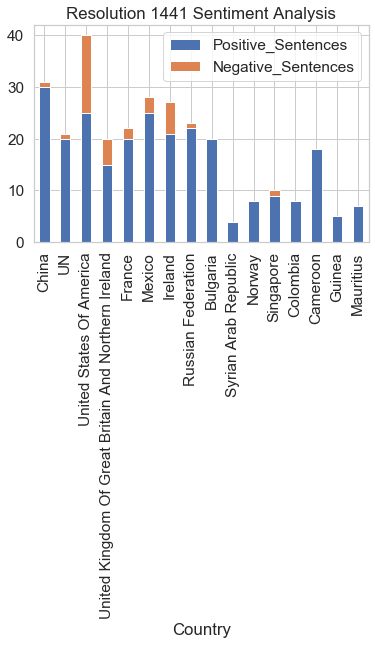 Resolution 1441 Sentiment Analysis
Positive_Sentences
Negative_Sentences
40
30
20
10
0
China
UN
United States Of America
United Kingdom Of Great Britain And Northern Ireland
France
Mexico
Ireland
Russian Federation
Bulgaria
Syrian Arab Republic
Norway
Singapore
Colombia
Cameroon
Guinea
Mauritius
Country